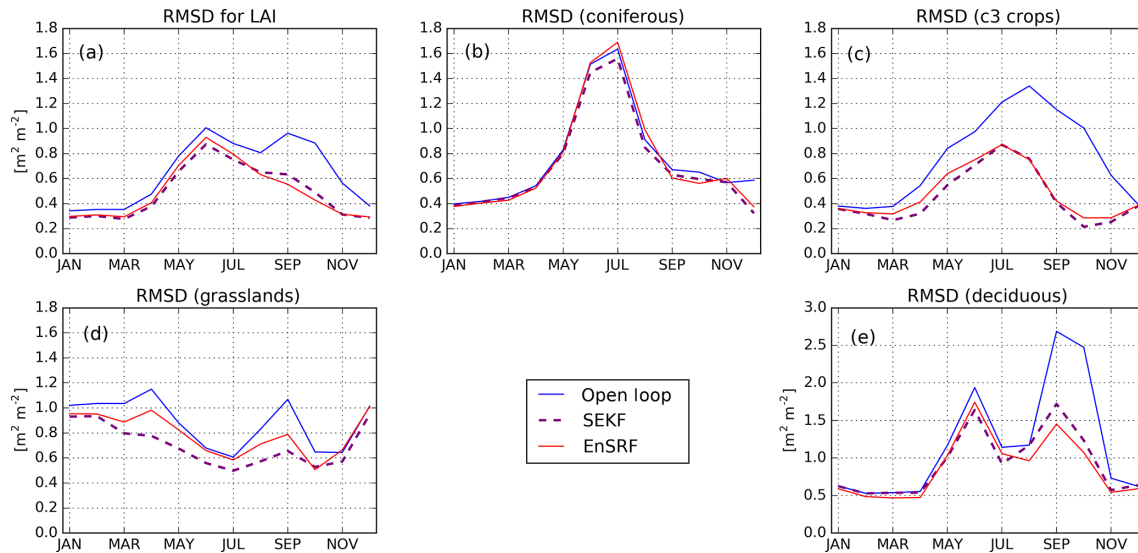 RMSD for LAI
RMSD (coniferous)
RMSD (c3 crops)
(a)
(b)
(c)
[m² m⁻²]
1.8
1.6
1.4
1.2
1.0
0.8
0.6
0.4
0.2
0.0
JAN MAR MAY JUL SEP NOV
1.8
1.6
1.4
1.2
1.0
0.8
0.6
0.4
0.2
0.0
JAN MAR MAY JUL SEP NOV
[m² m⁻²]
1.8
1.6
1.4
1.2
1.0
0.8
0.6
0.4
0.2
0.0
JAN MAR MAY JUL SEP NOV
RMSD (grasslands)
RMSD (deciduous)
(d)
(e)
[m² m⁻²]
1.8
1.6
1.4
1.2
1.0
0.8
0.6
0.4
0.2
0.0
JAN MAR MAY JUL SEP NOV
Open loop
SEKF
EnSRF
[m² m⁻²]
3.0
2.5
2.0
1.5
1.0
0.5
0.0
JAN MAR MAY JUL SEP NOV